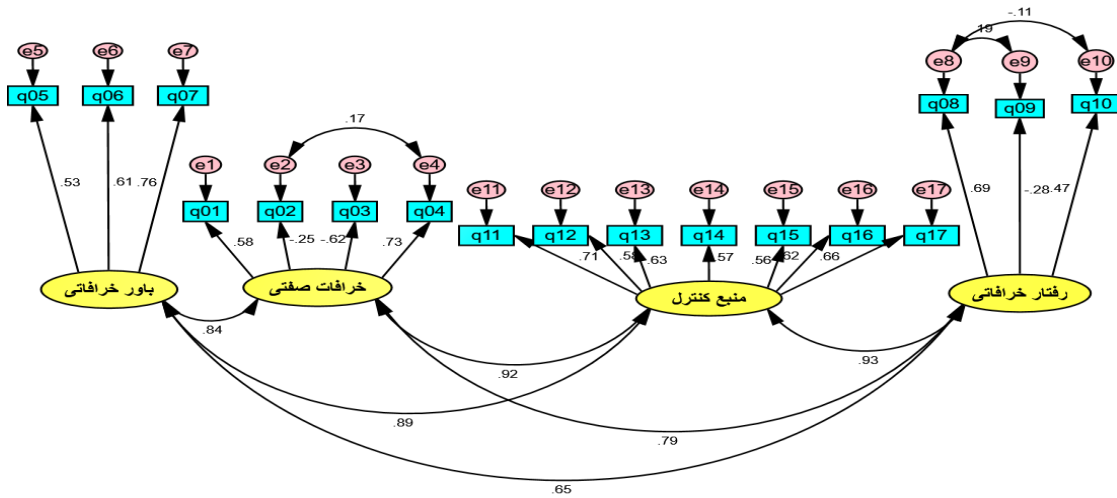 -.11
e5 e6 e7
.19
e8 e9 e10
q05 q06 q07
q08 q09 q10
.17
e1 e2 e3 e4
.53 .61 .76
e11 e12 e13 e14 e15 e16 e17
.69 -.28 .47
q01 q02 q03 q04
q11 q12 q13 q14 q15 q16 q17
.58 -.25 -.62 .73
.71 .58 .63 .57 .56 .62 .66
باور خرافاتی
خرافات صفتی
منبع کنترل
رفتار خرافاتی
.84
.92
.93
.89
.79
.65